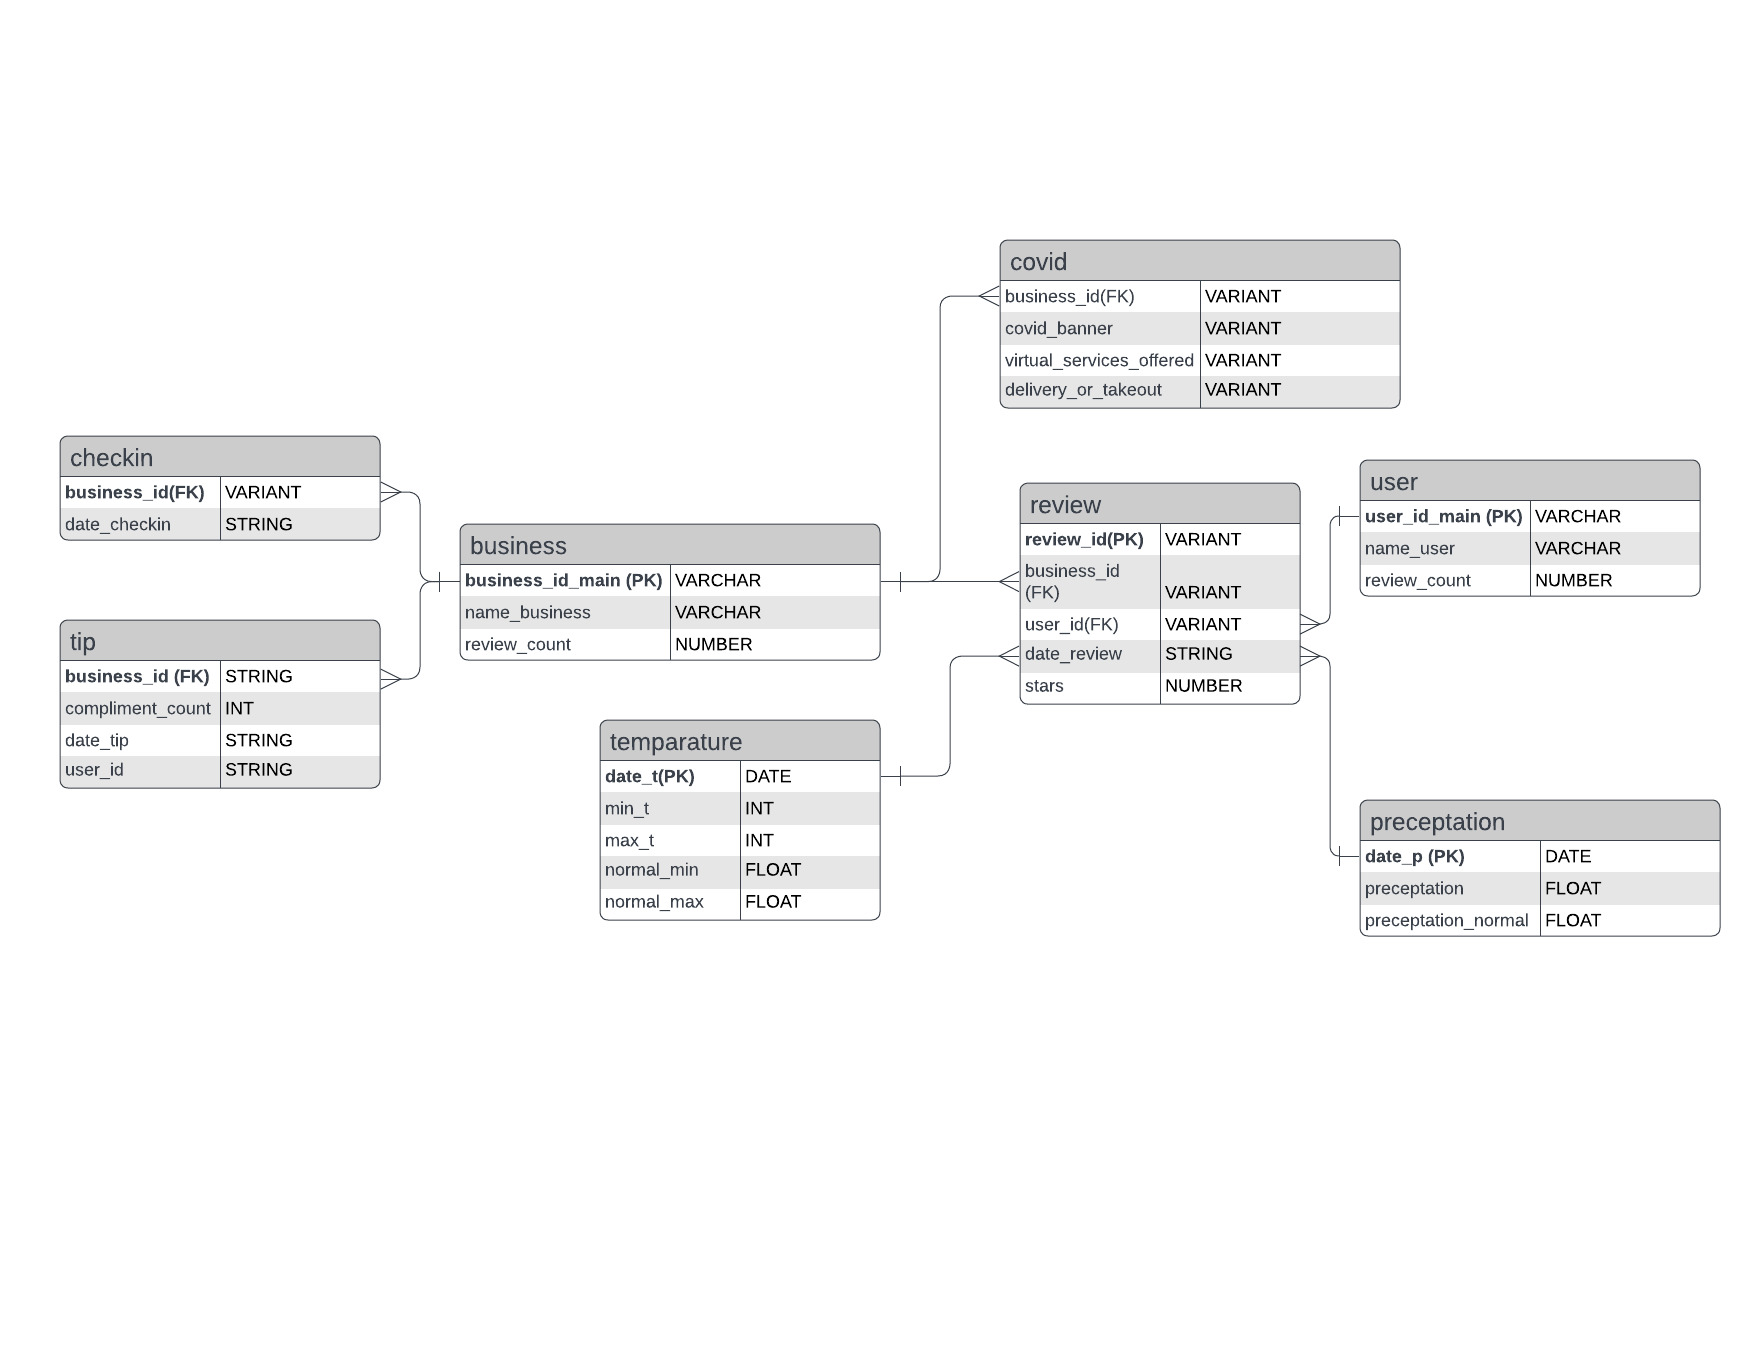 covid
business_id(FK) VARIANT
covid_banner VARIANT
virtual_services_offered VARIANT
delivery_or_takeout VARIANT
checkin
business_id(FK) VARIANT
date_checkin STRING
tip
business_id (FK) STRING
compliment_count INT
date_tip STRING
user_id STRING
business
business_id_main (PK) VARCHAR
name_business VARCHAR
review_count NUMBER
temparature
date_t(PK) DATE
min_t INT
max_t INT
normal_min FLOAT
normal_max FLOAT
review
review_id(PK) VARIANT
business_id
(FK) VARIANT
user_id(FK) VARIANT
date_review STRING
stars NUMBER
user
user_id_main (PK) VARCHAR
name_user VARCHAR
review_count NUMBER
preceptation
date_p (PK) DATE
preceptation FLOAT
preceptation_normal FLOAT